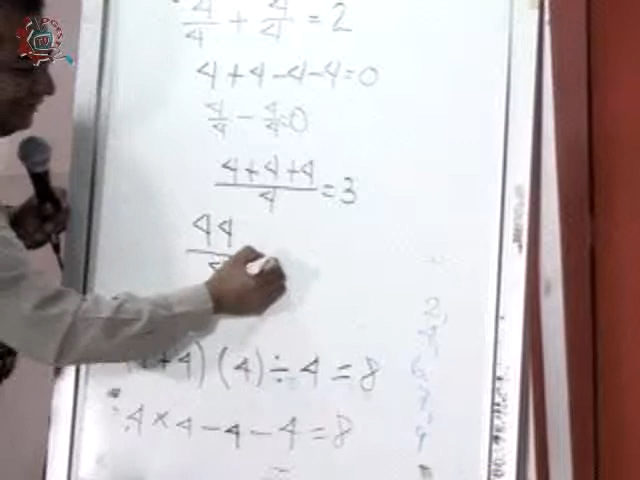 4/4 + 4/4 = 2
4 + 4 - 4 - 4 = 0
4/4 - 4/4 = 0
(4 + 4 + 4)/4 = 3
44
+ 4) (4) ÷ 4 = 8
4 × 4 - 4 - 4 = 8
2,